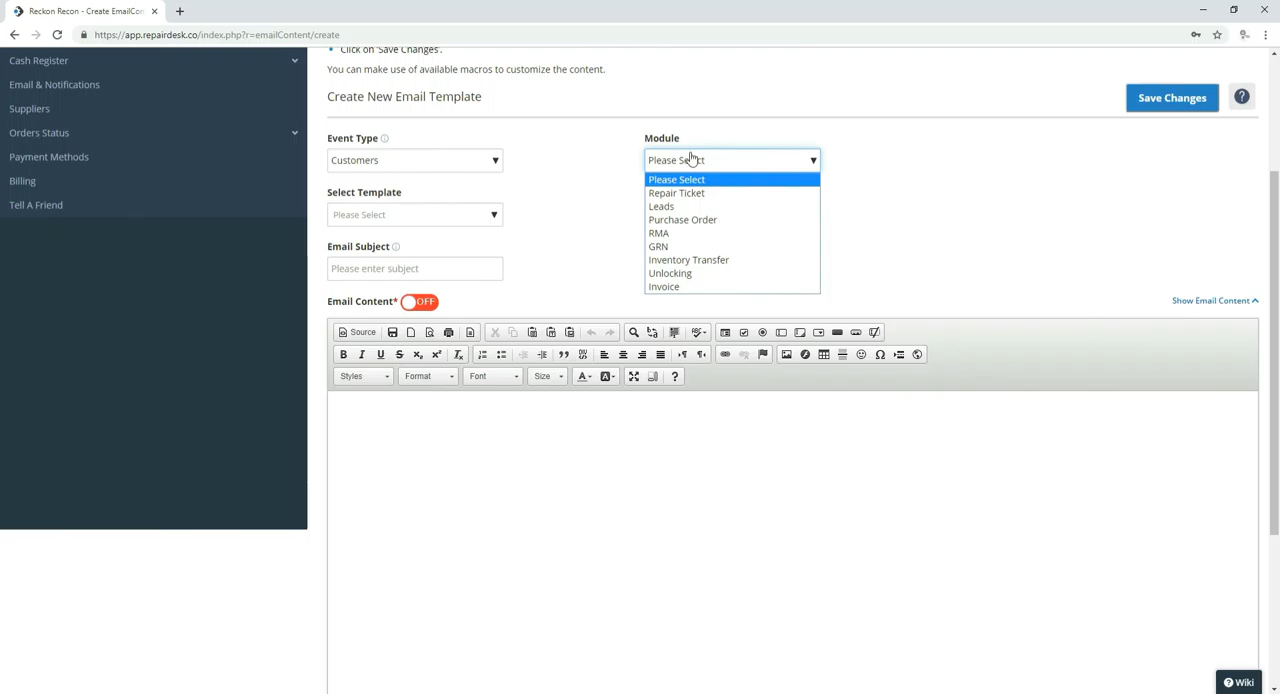 Reckon Recon - Create EmailCon
https://app.repairdesk.co/index.php?r=emailContent/create
Cash Register
Email & Notifications
Suppliers
Orders Status
Payment Methods
Billing
Tell A Friend
Click on 'Save Changes'.
You can make use of available macros to customize the content.
Create New Email Template
Save Changes
Event Type
Module
Customers
Please Select
Please Select
Repair Ticket
Leads
Purchase Order
RMA
GRN
Inventory Transfer
Unlocking
Invoice
Select Template
Please Select
Email Subject
Please enter subject
Email Content* OFF
Show Email Content
Source
Styles Format Font Size
Wiki